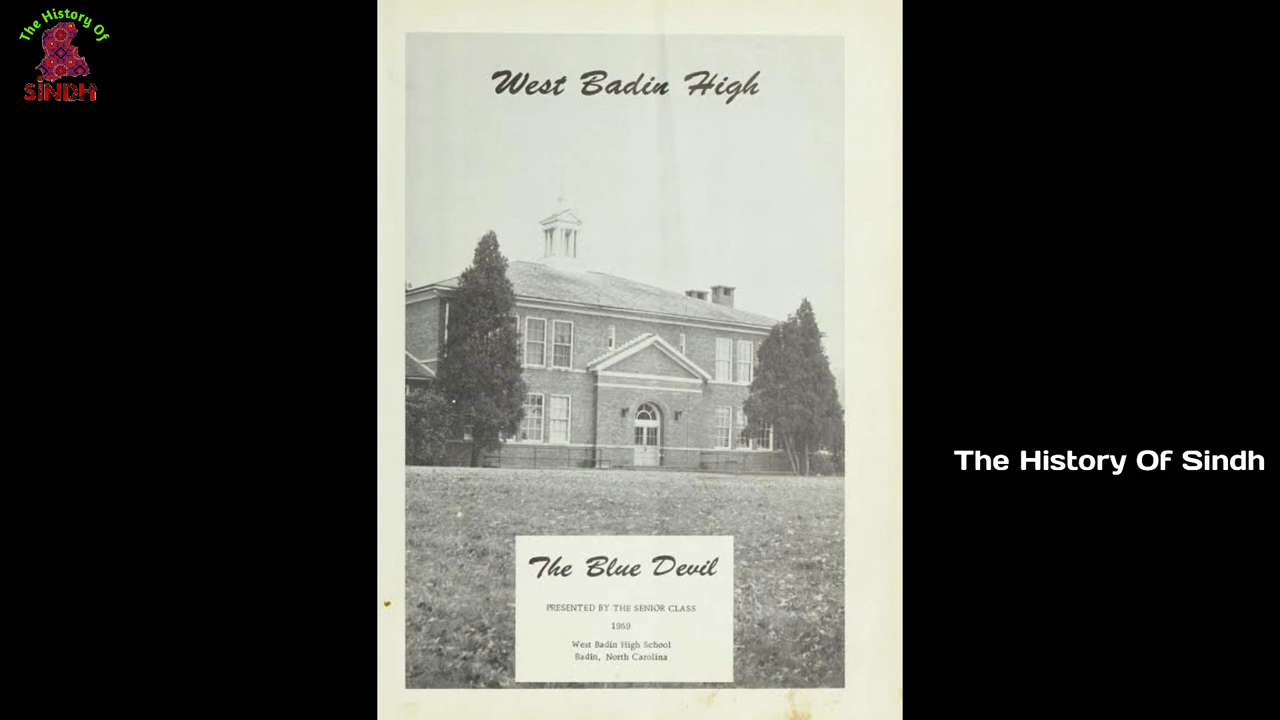 The History Of
SINDH
West Badin High
The History Of Sindh
The Blue Devil
PRESENTED BY THE SENIOR CLASS
1959
West Badin High School
Badin, North Carolina